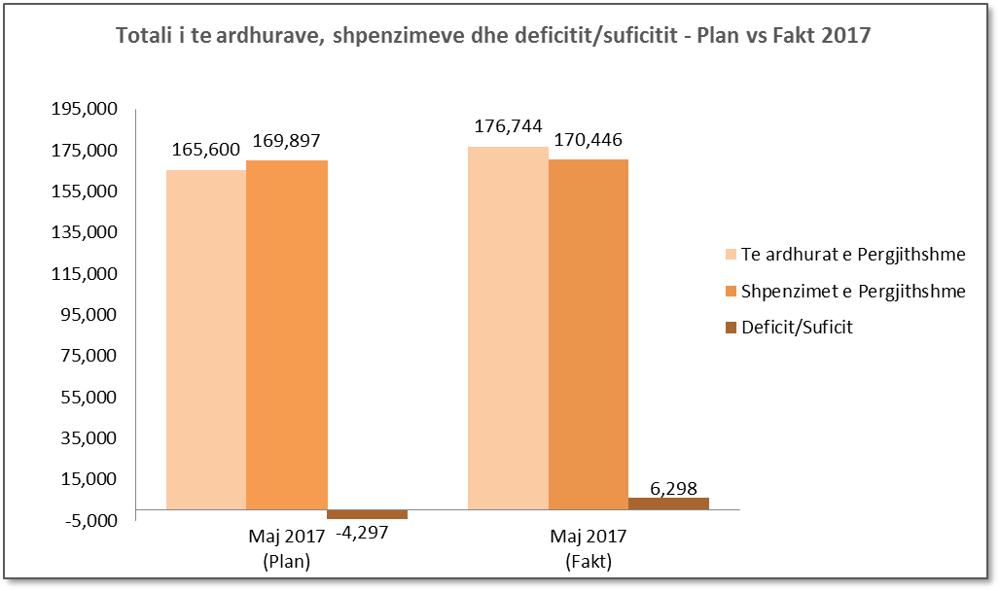 Totali i te ardhurave, shpenzimeve dhe deficitit/suficitit - Plan vs Fakt 2017
195,000
175,000
155,000
135,000
115,000
95,000
75,000
55,000
35,000
15,000
-5,000
165,600
169,897
-4,297
176,744
170,446
6,298
Maj 2017
(Plan)
Maj 2017
(Fakt)
Te ardhurat e Pergjithshme
Shpenzimet e Pergjithshme
Deficit/Suficit